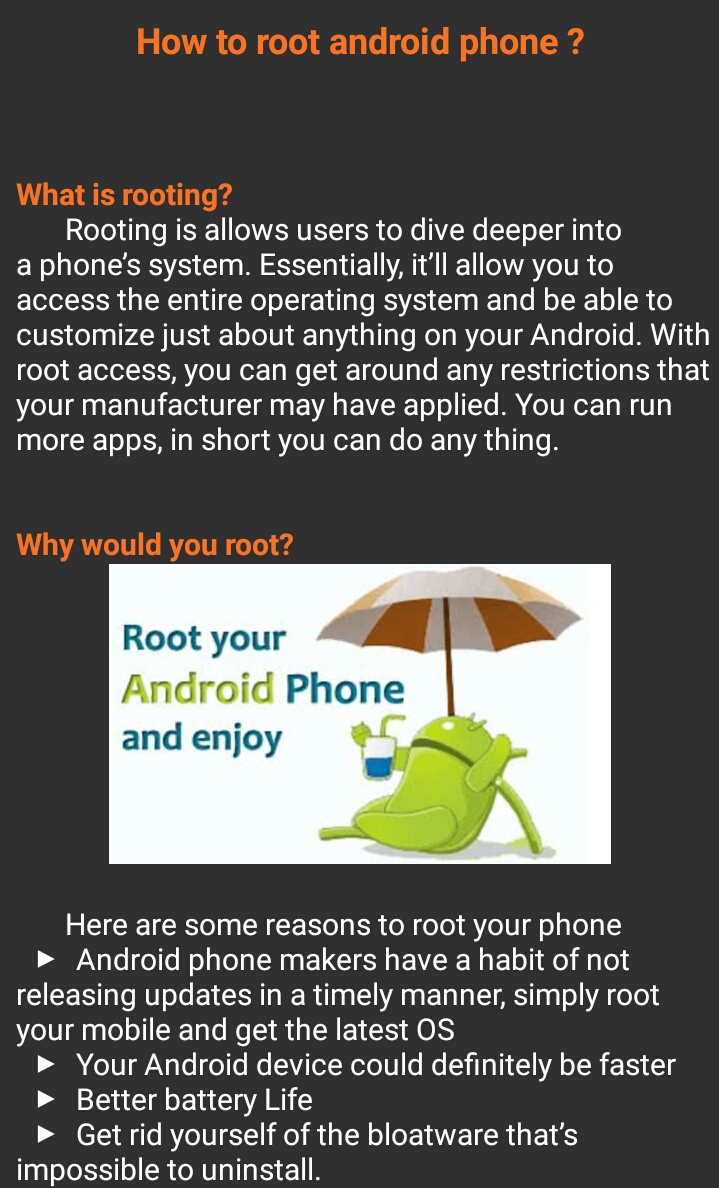 How to root android phone ?
What is rooting?
Rooting is allows users to dive deeper into
a phone’s system. Essentially, it’ll allow you to
access the entire operating system and be able to
customize just about anything on your Android. With
root access, you can get around any restrictions that
your manufacturer may have applied. You can run
more apps, in short you can do any thing.
Why would you root?
Root your
Android Phone
and enjoy
Here are some reasons to root your phone
► Android phone makers have a habit of not
releasing updates in a timely manner, simply root
your mobile and get the latest OS
► Your Android device could definitely be faster
► Better battery Life
► Get rid yourself of the bloatware that’s
impossible to uninstall.